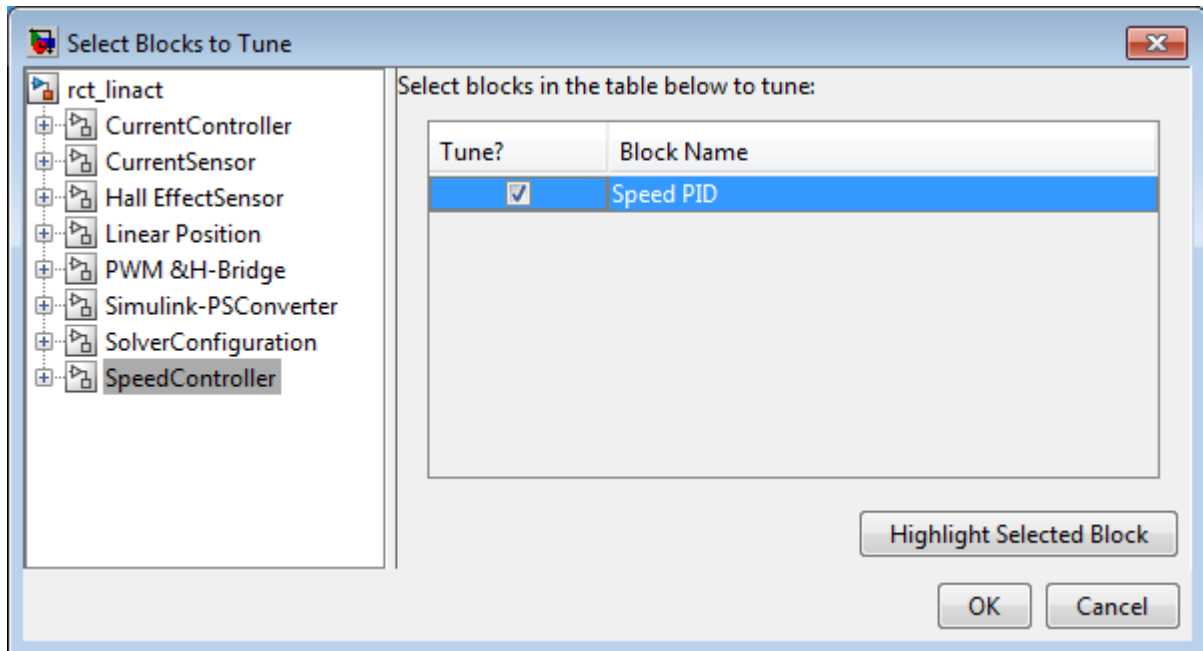 Select Blocks to Tune
rct_linact
CurrentController
CurrentSensor
Hall EffectSensor
Linear Position
PWM &H-Bridge
Simulink-PSConverter
SolverConfiguration
SpeedController
Select blocks in the table below to tune:
Tune? Block Name
Speed PID
Highlight Selected Block
OK Cancel